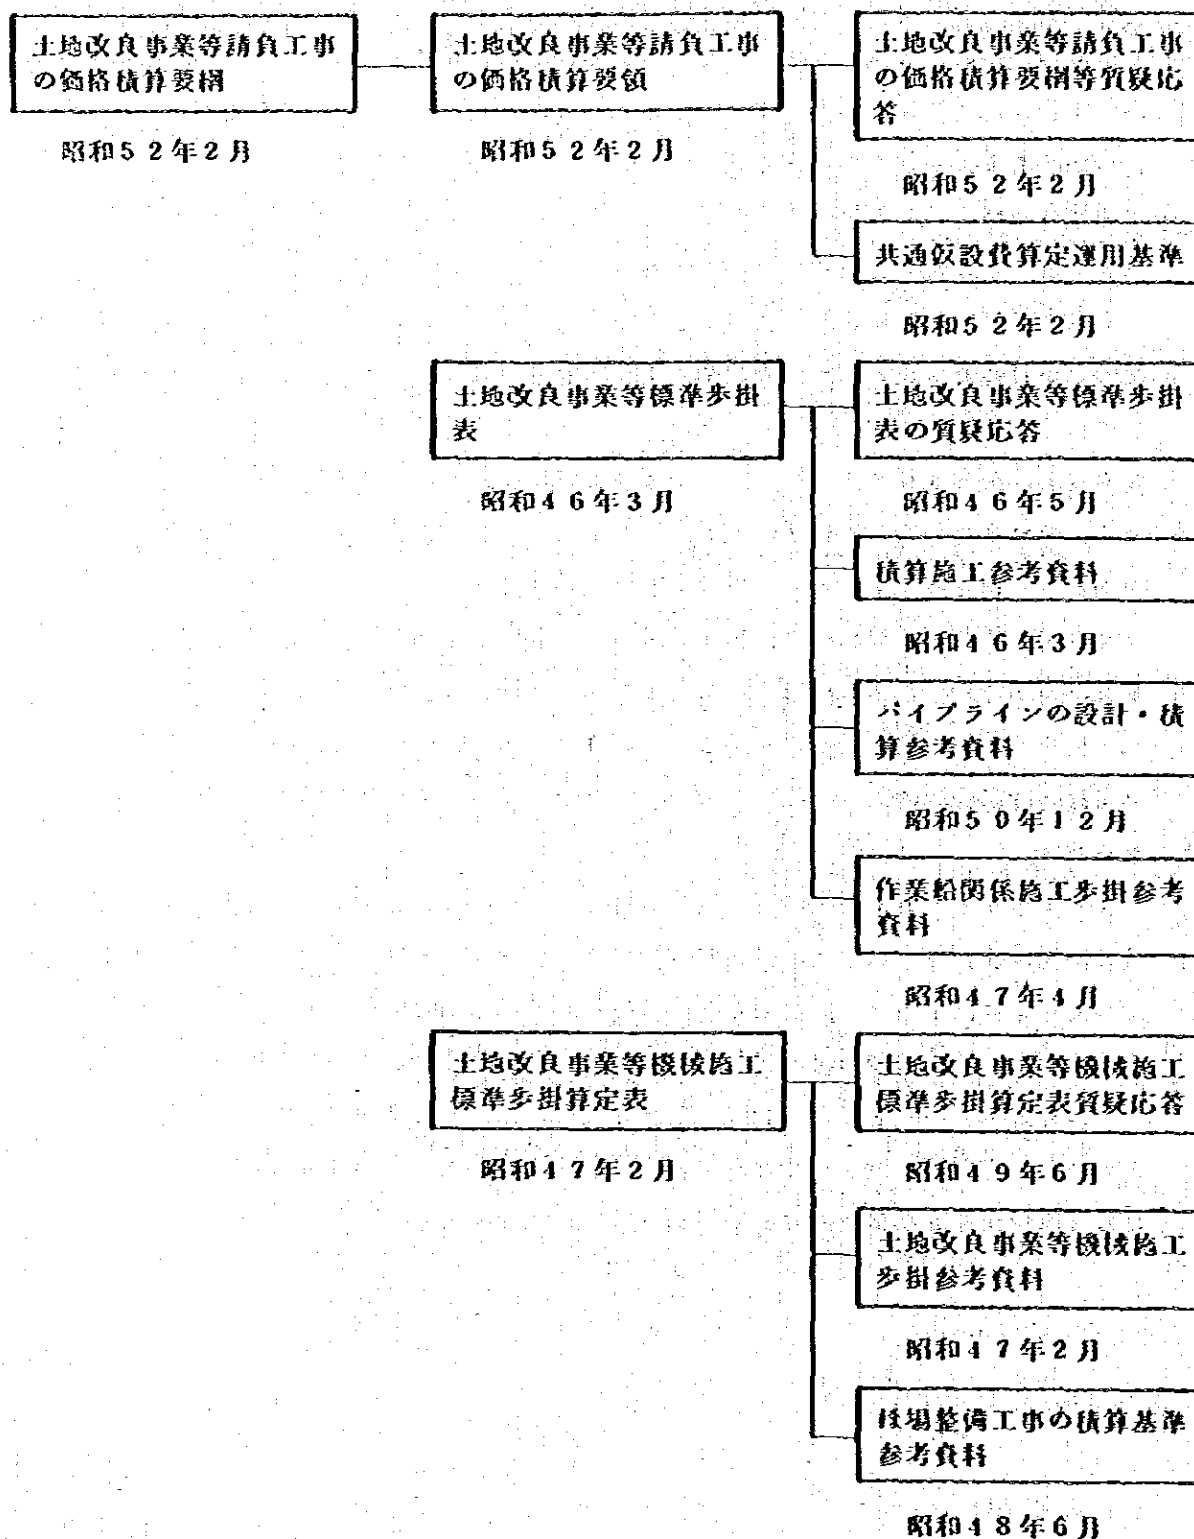 土地改良事業等請負工事
の価格積算要綱
昭和52年2月
土地改良事業等請負工事
の価格積算要領
昭和52年2月
土地改良事業等請負工事
の価格積算要綱等質疑応
答
昭和52年2月
共通仮設費算定運用基準
昭和52年2月
土地改良事業等標準歩掛
表
昭和46年3月
土地改良事業等標準歩掛
表の質疑応答
昭和46年5月
積算施工参考資料
昭和46年3月
パイプラインの設計・積
算参考資料
昭和50年12月
作業船関係施工歩掛参考
資料
昭和47年4月
土地改良事業等機械施工
標準歩掛算定表
昭和47年2月
土地改良事業等機械施工
標準歩掛算定表質疑応答
昭和49年6月
土地改良事業等機械施工
歩掛参考資料
昭和47年2月
場整備工事の積算基準
参考資料
昭和48年6月